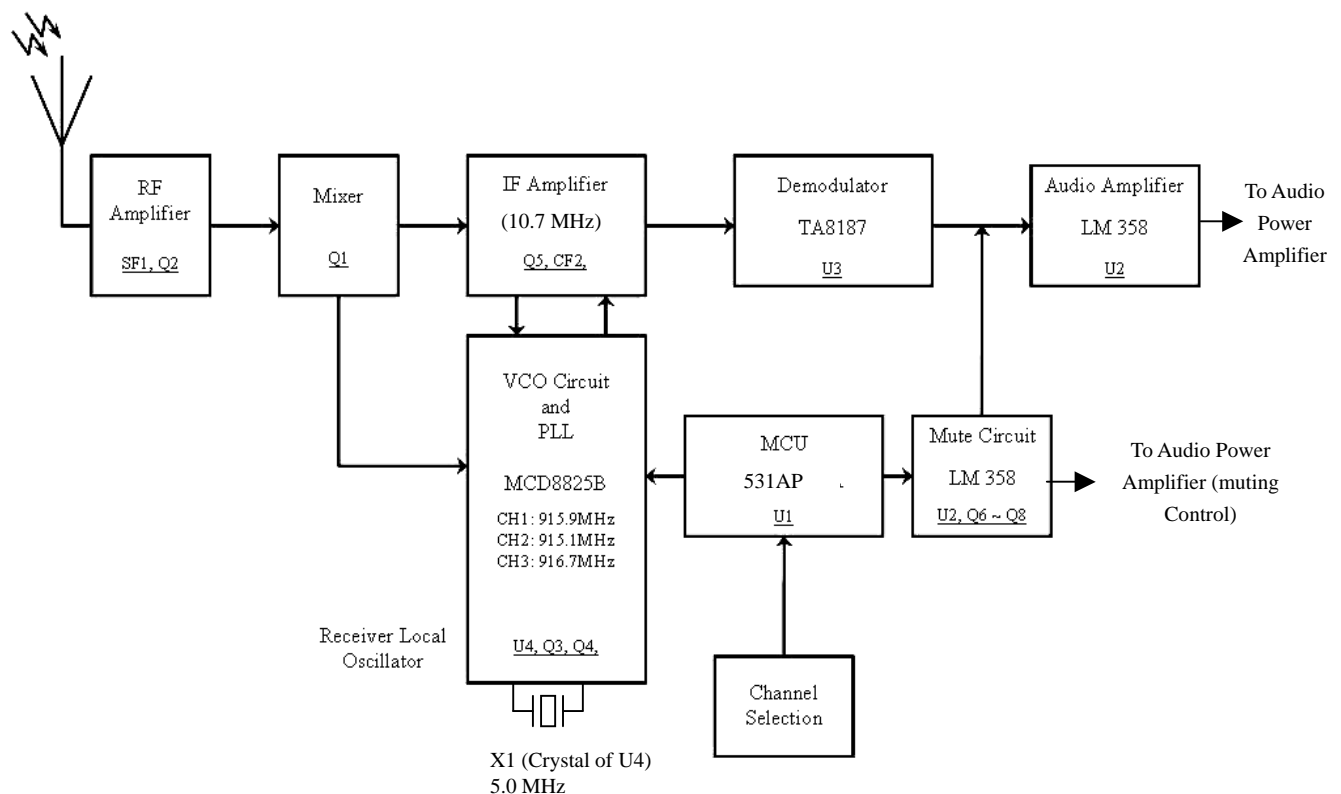 RF
Amplifier
SF1, Q2
Mixer
Q1
IF Amplifier
(10.7 MHz)
Q5, CF2,
Demodulator
TA8187
U3
Audio Amplifier
LM 358
U2
To Audio
Power
Amplifier
VCO Circuit
and
PLL
MCD8825B
CH1: 915.9MHz
CH2: 915.1MHz
CH3: 916.7MHz
U4, Q3, Q4,
MCU
531AP
U1
Mute Circuit
LM 358
U2, Q6 ~ Q8
To Audio Power
Amplifier (muting
Control)
Receiver Local
Oscillator
Channel
Selection
X1 (Crystal of U4)
5.0 MHz